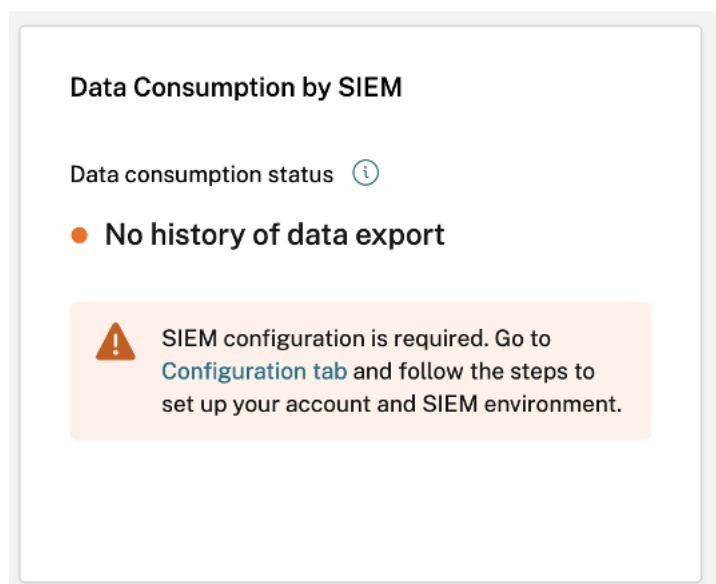 Data Consumption by SIEM
Data consumption status
No history of data export
SIEM configuration is required. Go to
Configuration tab and follow the steps to
set up your account and SIEM environment.